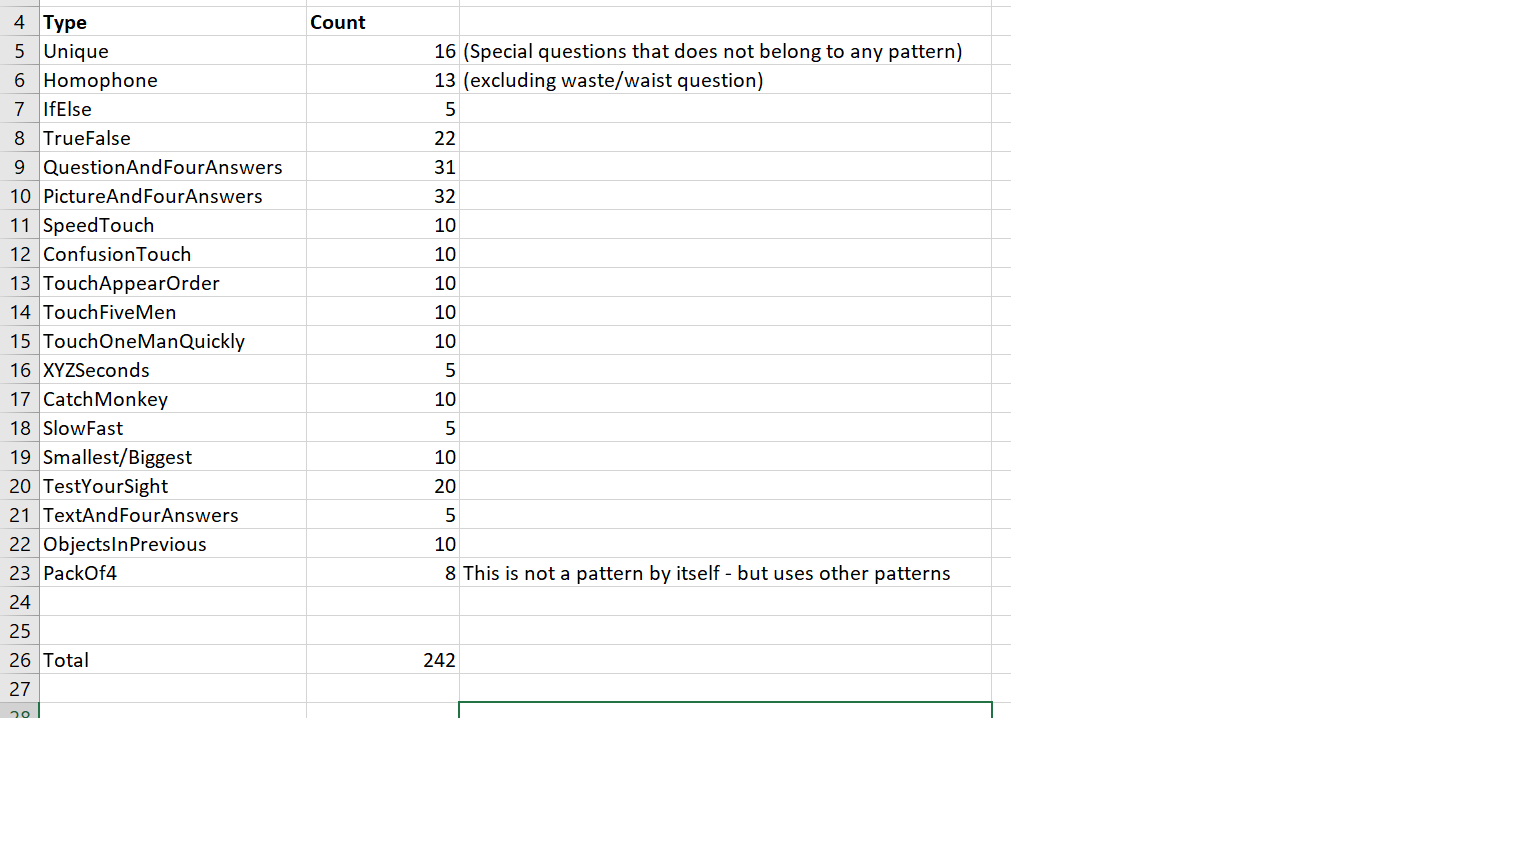 4 Type Count
5 Unique 16 (Special questions that does not belong to any pattern)
6 Homophone 13 (excluding waste/waist question)
7 IfElse 5
8 TrueFalse 22
9 QuestionAndFourAnswers 31
10 PictureAndFourAnswers 32
11 SpeedTouch 10
12 ConfusionTouch 10
13 TouchAppearOrder 10
14 TouchFiveMen 10
15 TouchOneManQuickly 10
16 XYZSeconds 5
17 CatchMonkey 10
18 SlowFast 5
19 Smallest/Biggest 10
20 TestYourSight 20
21 TextAndFourAnswers 5
22 ObjectsInPrevious 10
23 PackOf4 8 This is not a pattern by itself - but uses other patterns
24
25
26 Total 242
27
28